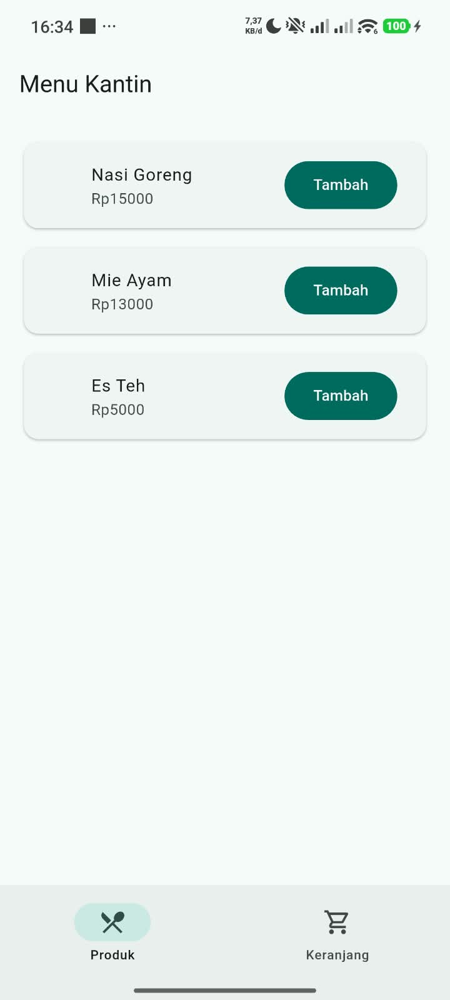 16:34 ...
7,37
KB/d
6
100
Menu Kantin
Nasi Goreng
Rp15000
Tambah
Mie Ayam
Rp13000
Tambah
Es Teh
Rp5000
Tambah
Produk
Keranjang